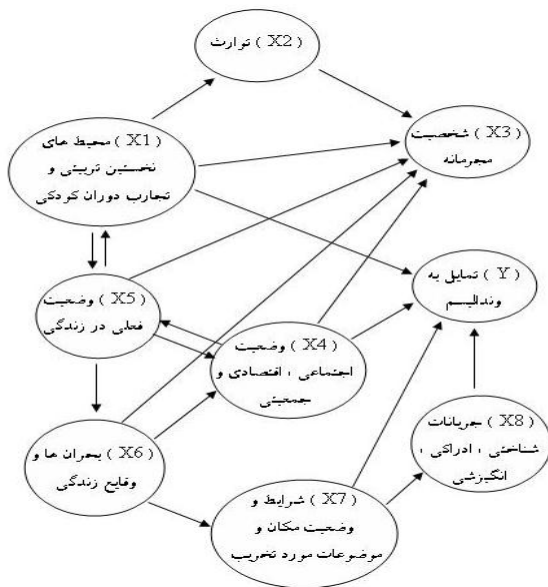 توارث ( X2 )
شخصیت ( X3 )
مجرمانه
محیط های ( X1 )
نخستین تربیتی و
تجارب دوران کودکی
تمایل به ( Y )
وندالیسم
وضعیت ( X5 )
فعلی در زندگی
وضعیت ( X4 )
اجتماعی ، اقتصادی و
جمعیتی
جریانات ( X8 )
شناختی ، ادراکی ،
انگیزشی
بحران ها و ( X6 )
وقایع زندگی
شرایط و ( X7 )
وضعیت مکان و
موضوعات مورد تخریب